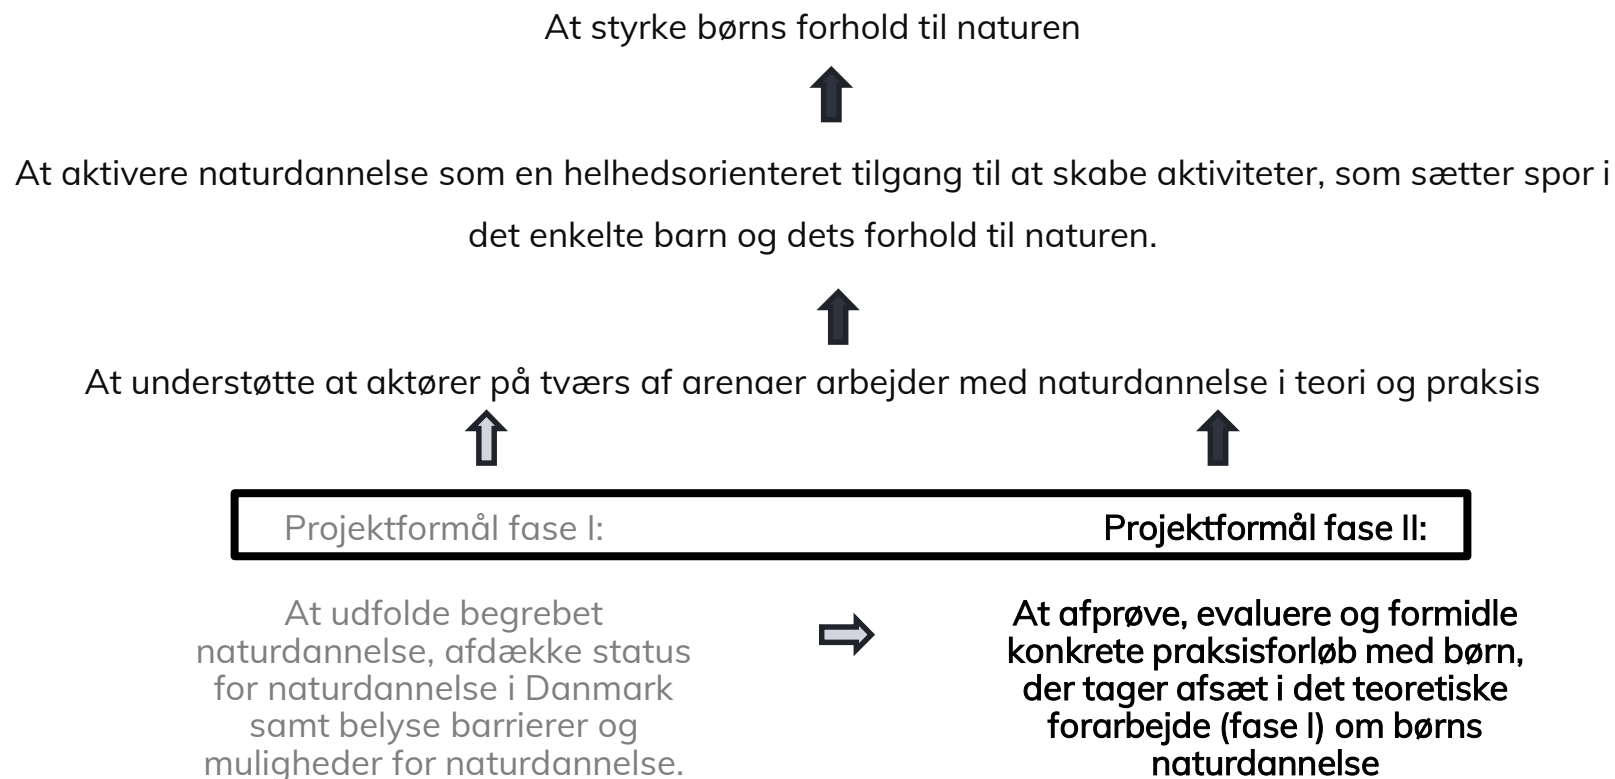 At styrke børns forhold til naturen
At aktivere naturdannelse som en helhedsorienteret tilgang til at skabe aktiviteter, som sætter spor i
det enkelte barn og dets forhold til naturen.
At understøtte at aktører på tværs af arenaer arbejder med naturdannelse i teori og praksis
Projektformål fase I:
At udfolde begrebet
naturdannelse, afdække status
for naturdannelse i Danmark
samt belyse barrierer og
muligheder for naturdannelse.
Projektformål fase II:
At afprøve, evaluere og formidle
konkrete praksisforløb med børn,
der tager afsæt i det teoretiske
forarbejde (fase I) om børns
naturdannelse